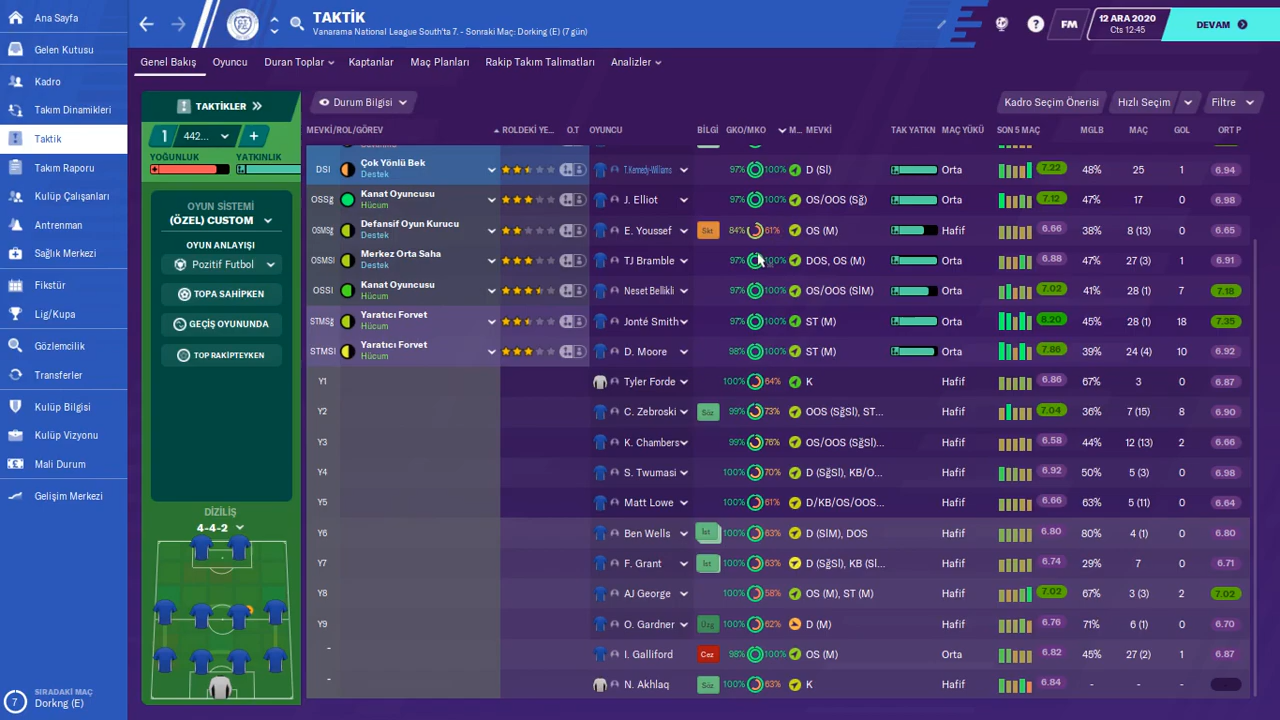 Ana Sayfa
Gelen Kutusu
Kadro
Takım Dinamikleri
Taktik
Takım Raporu
Kulüp Çalışanları
Antrenman
Sağlık Merkezi
Fikstür
Lig/Kupa
Gözlemcilik
Transferler
Kulüp Bilgisi
Kulüp Vizyonu
Mali Durum
Gelişim Merkezi
7 SIRADAKİ MAÇ
Dorkng (E)
TAKTİK
Vanarama National League South'ta 7. - Sonraki Maç: Dorking (E) (7 gün)
? FM
12 ARA 2020
Cts 12:45
DEVAM
Genel Bakış Oyuncu Duran Toplar Kaptanlar Maç Planları Rakip Takım Talimatları Analizler
TAKTİKLER
1 442... +
YOĞUNLUK YATKINLIK
OYUN SİSTEMİ
(ÖZEL) CUSTOM
OYUN ANLAYIŞI
Pozitif Futbol
TOPA SAHİPKEN
GEÇİŞ OYUNUNDA
TOP RAKİPTEYKEN
DİZİLİŞ
4-4-2
Durum Bilgisi Kadro Seçim Önerisi Hızlı Seçim Filtre
MEVKİ/ROL/GÖREV ROLDEKİ YE... O.T OYUNCU BİLGİ GKO/MKO M... MEVKİ TAK YATKN MAÇ YÜKÜ SON 5 MAÇ MGLB MAÇ GOL ORT P
DSl Çok Yönlü Bek Destek T.Kennedy-Williams 97% 100% D (Sl) Orta 7.22 48% 25 1 6.94
OSSğ Kanat Oyuncusu Hücum J. Elliot 97% 100% OS/OOS (Sğ) Orta 7.12 47% 17 0 6.98
OSMSğ Defansif Oyun Kurucu Destek E. Youssef Skt 84% 61% OS (M) Hafif 6.66 38% 8 (13) 0 6.65
OSMSl Merkez Orta Saha Destek TJ Bramble 97% 100% DOS, OS (M) Orta 6.88 47% 27 (3) 1 6.91
OSSl Kanat Oyuncusu Hücum Neset Bellikli 97% 100% OS/OOS (SlM) Orta 7.02 41% 28 (1) 7 7.18
STMSğ Yaratıcı Forvet Hücum Jonté Smith 97% 100% ST (M) Orta 8.20 45% 28 (1) 18 7.35
STMSl Yaratıcı Forvet Hücum D. Moore 98% 100% ST (M) Orta 7.86 39% 24 (4) 10 6.92
Y1 Tyler Forde 100% 64% K Hafif 6.86 67% 3 0 6.87
Y2 C. Zebroski Söz 99% 73% OOS (SğSl), ST... Hafif 7.04 36% 7 (15) 8 6.90
Y3 K. Chambers 99% 76% OS/OOS (SğSl)... Hafif 6.58 44% 12 (13) 2 6.66
Y4 S. Twumasi 100% 70% D (SğSl), KB/O... Hafif 6.92 50% 5 (3) 0 6.98
Y5 Matt Lowe 100% 61% D/KB/OS/OOS... Hafif 6.66 63% 5 (11) 0 6.64
Y6 Ben Wells İst 100% 63% D (SlM), DOS Hafif 6.80 80% 4 (1) 0 6.80
Y7 F. Grant İst 100% 63% D (SğSl), KB (Sl... Hafif 6.74 29% 7 0 6.71
Y8 AJ George 100% 58% OS (M), ST (M) Hafif 7.02 67% 3 (3) 2 7.02
Y9 O. Gardner Üzg 100% 62% D (M) Hafif 6.76 71% 6 (1) 0 6.70
- I. Galliford Cez 98% 100% OS (M) Orta 6.82 45% 27 (2) 1 6.87
- N. Akhlaq Söz 100% 63% K Hafif 6.84 - - - -